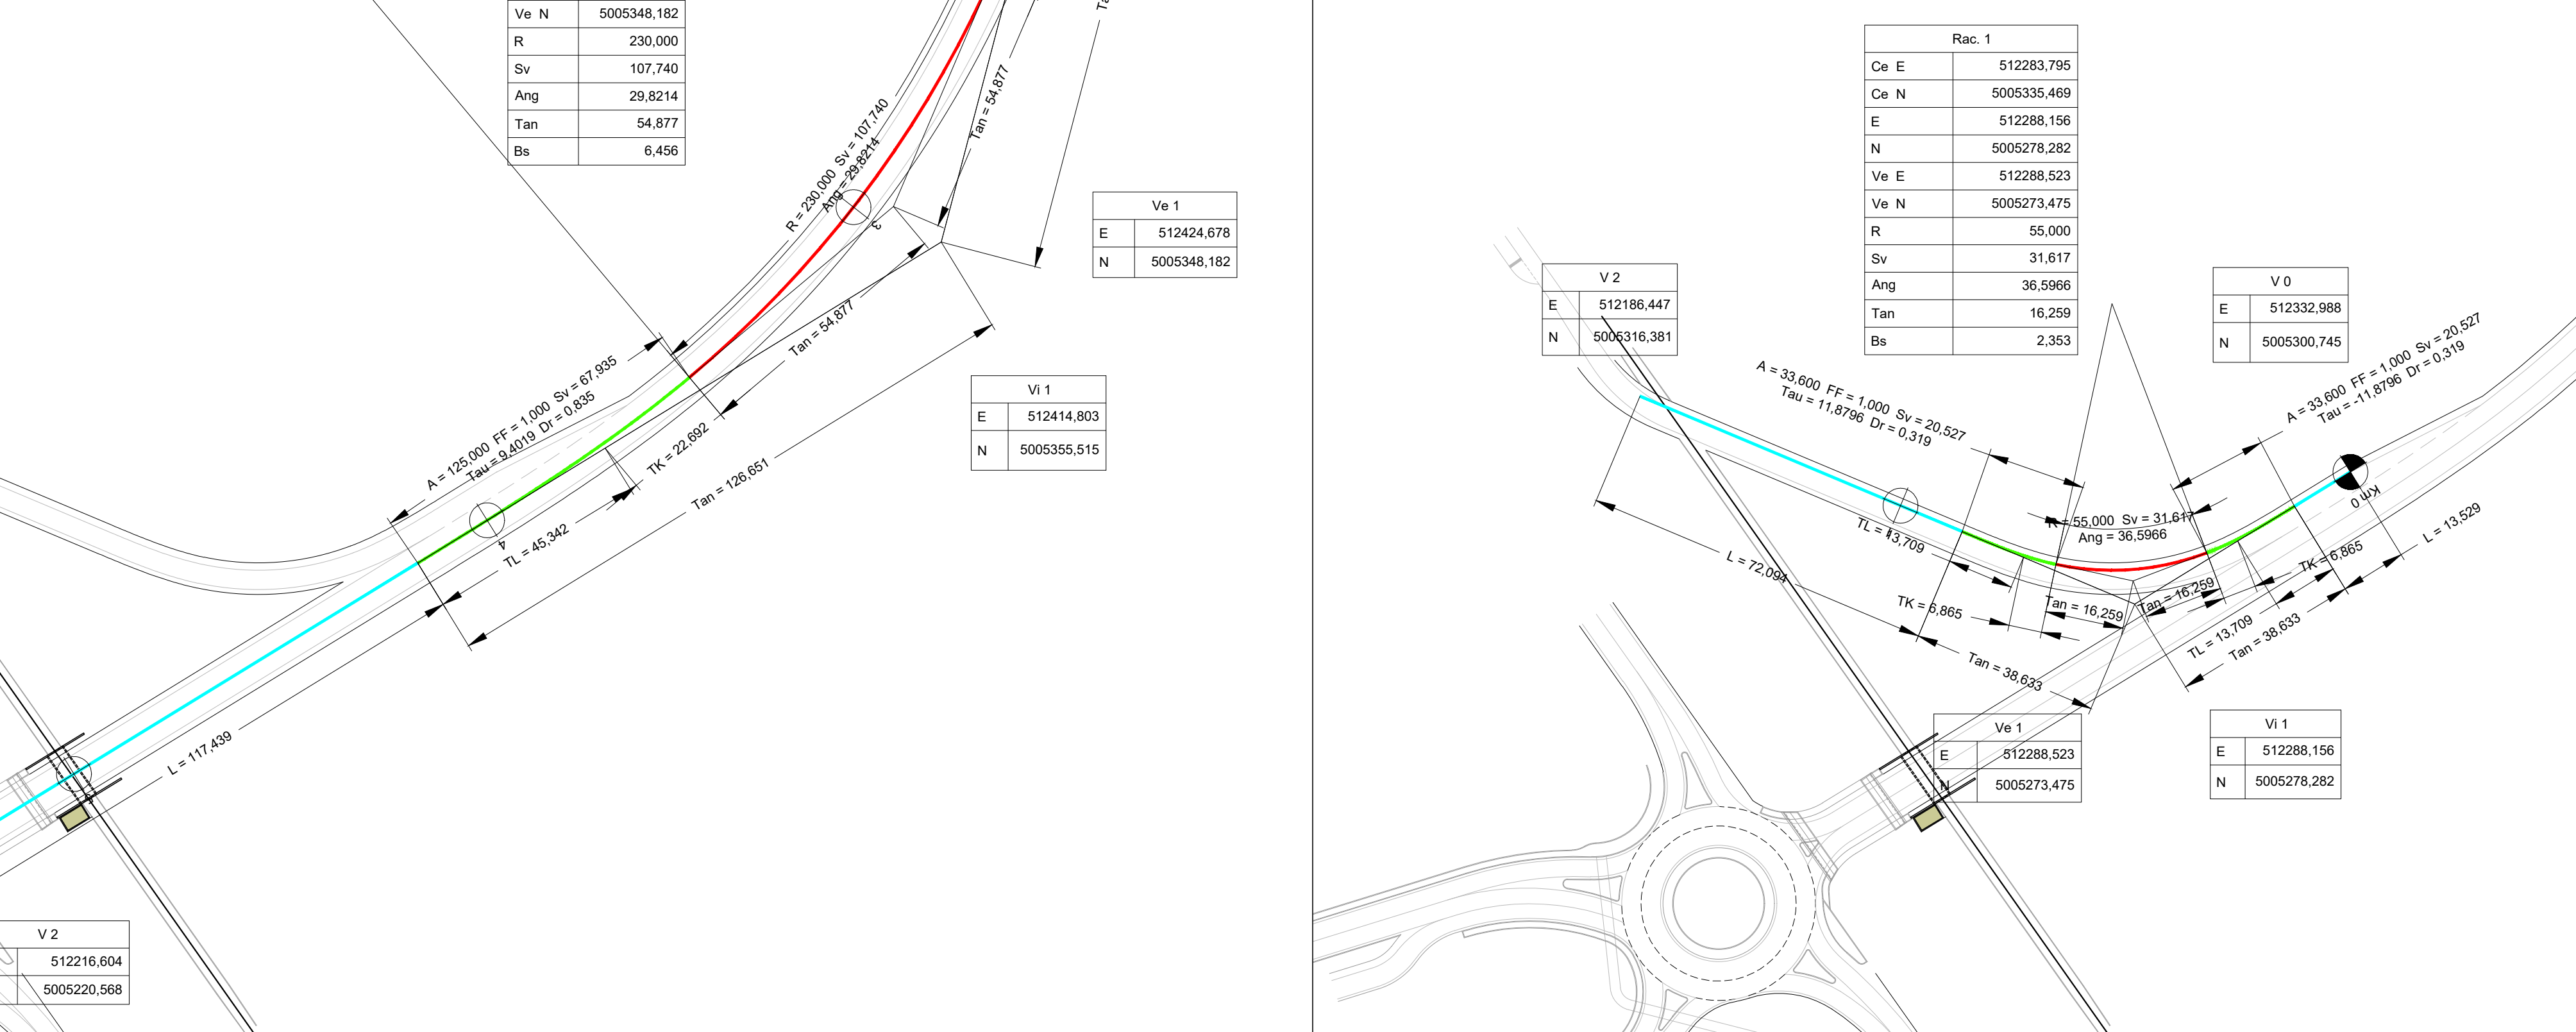 Ve N 5005348,182
R 230,000
Sv 107,740
Ang 29,8214
Tan 54,877
Bs 6,456
R = 230,000 Sv = 107,740
Ang = 29,8214
Tan = 54,877
3
Ve 1
E 512424,678
N 5005348,182
Tan = 54,877
A = 125,000 FF = 1,000 Sv = 67,935
Tau = 9,4019 Dr = 0,835
Vi 1
E 512414,803
N 5005355,515
TK = 22,692
Tan = 126,651
4
TL = 45,342
L = 117,439
V 2
512216,604
5005220,568
Rac. 1
Ce E 512283,795
Ce N 5005335,469
E 512288,156
N 5005278,282
Ve E 512288,523
Ve N 5005273,475
R 55,000
Sv 31,617
Ang 36,5966
Tan 16,259
Bs 2,353
V 2
E 512186,447
N 5005316,381
V 0
E 512332,988
N 5005300,745
A = 33,600 FF = 1,000 Sv = 20,527
Tau = 11,8796 Dr = 0,319
A = 33,600 FF = 1,000 Sv = 20,527
Tau = -11,8796 Dr = 0,319
Km 0
R = 55,000 Sv = 31,617
Ang = 36,5966
TL = 13,709
L = 72,094
L = 13,529
TK = 6,865
TK = 6,865
Tan = 16,259
Tan = 16,259
TL = 13,709
Tan = 38,633
Tan = 38,633
Ve 1
E 512288,523
N 5005273,475
Vi 1
E 512288,156
N 5005278,282